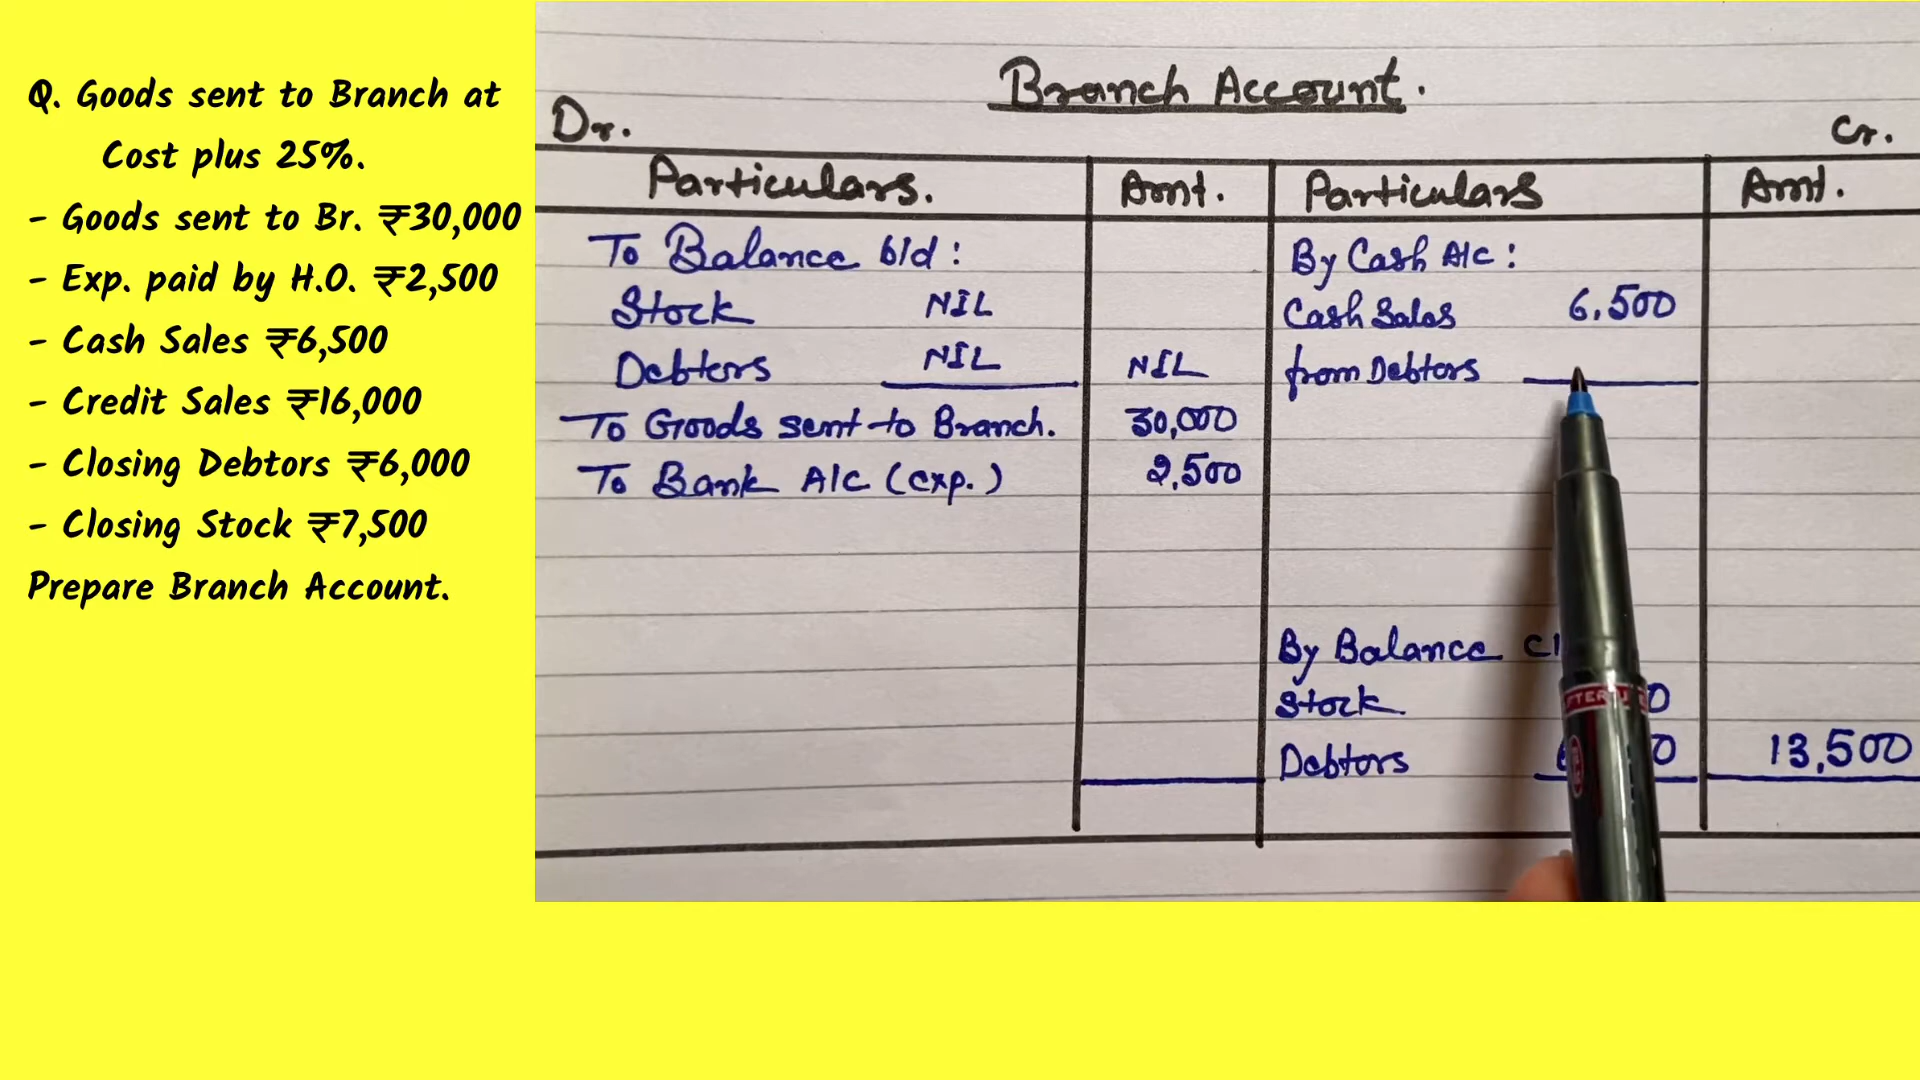 Q. Goods sent to Branch at
Cost plus 25%.
- Goods sent to Br. ₹30,000
- Exp. paid by H.O. ₹2,500
- Cash Sales ₹6,500
- Credit Sales ₹16,000
- Closing Debtors ₹6,000
- Closing Stock ₹7,500
Prepare Branch Account.
Branch Account.
Dr. Cr.
Particulars. Amt. Particulars Amt.
To Balance b/d : By Cash A/c :
Stock NIL Cash Sales 6,500
Debtors NIL NIL from Debtors
To Goods sent to Branch. 30,000
To Bank A/c (exp.) 2,500
By Balance
Stock
Debtors 13,500